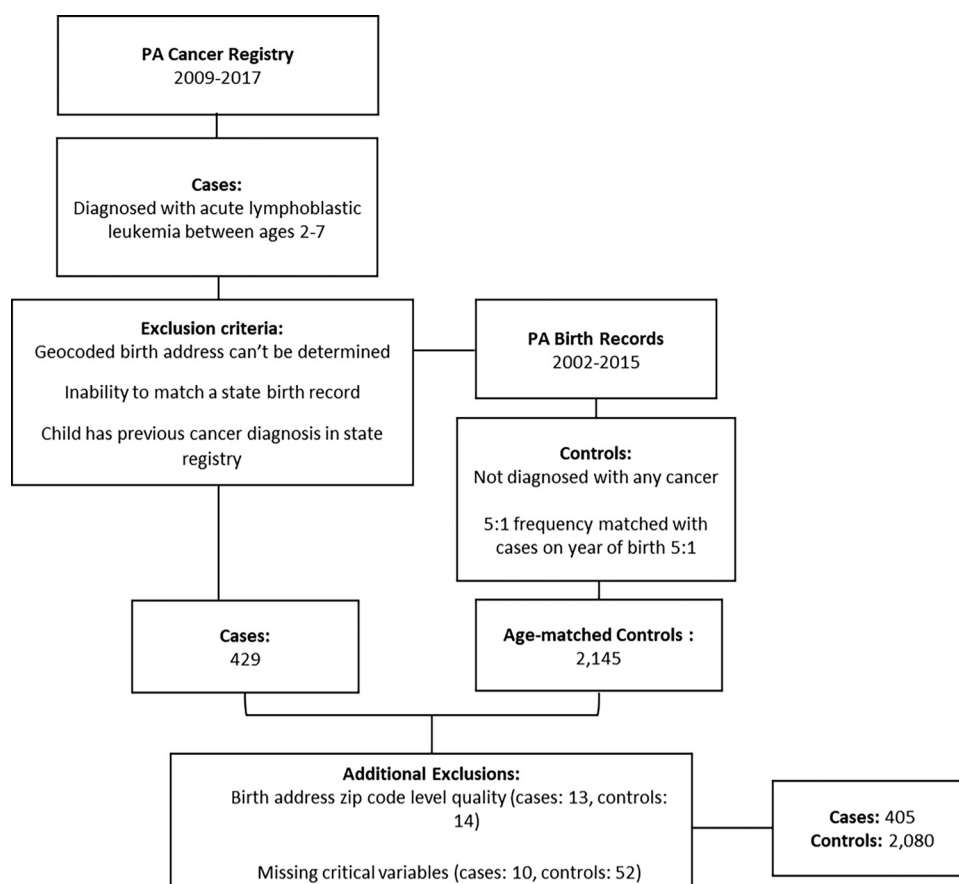 PA Cancer Registry
2009-2017
Cases:
Diagnosed with acute lymphoblastic
leukemia between ages 2-7
Exclusion criteria:
Geocoded birth address can’t be determined
Inability to match a state birth record
Child has previous cancer diagnosis in state
registry
PA Birth Records
2002-2015
Controls:
Not diagnosed with any cancer
5:1 frequency matched with
cases on year of birth 5:1
Cases:
429
Age-matched Controls :
2,145
Additional Exclusions:
Birth address zip code level quality (cases: 13, controls:
14)
Missing critical variables (cases: 10, controls: 52)
Cases: 405
Controls: 2,080